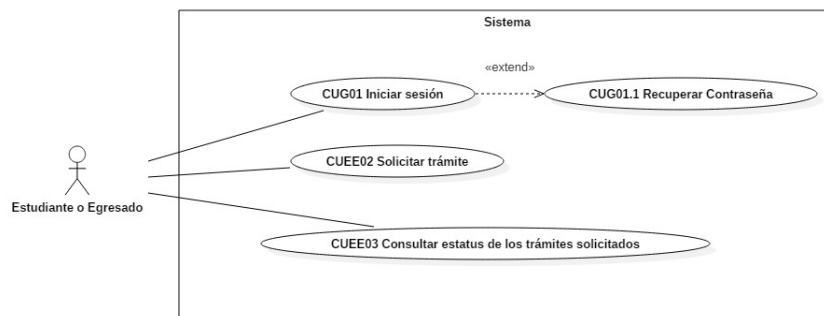 Sistema
«extend»
CUG01 Iniciar sesión
CUG01.1 Recuperar Contraseña
CUEE02 Solicitar trámite
Estudiante o Egresado
CUEE03 Consultar estatus de los trámites solicitados